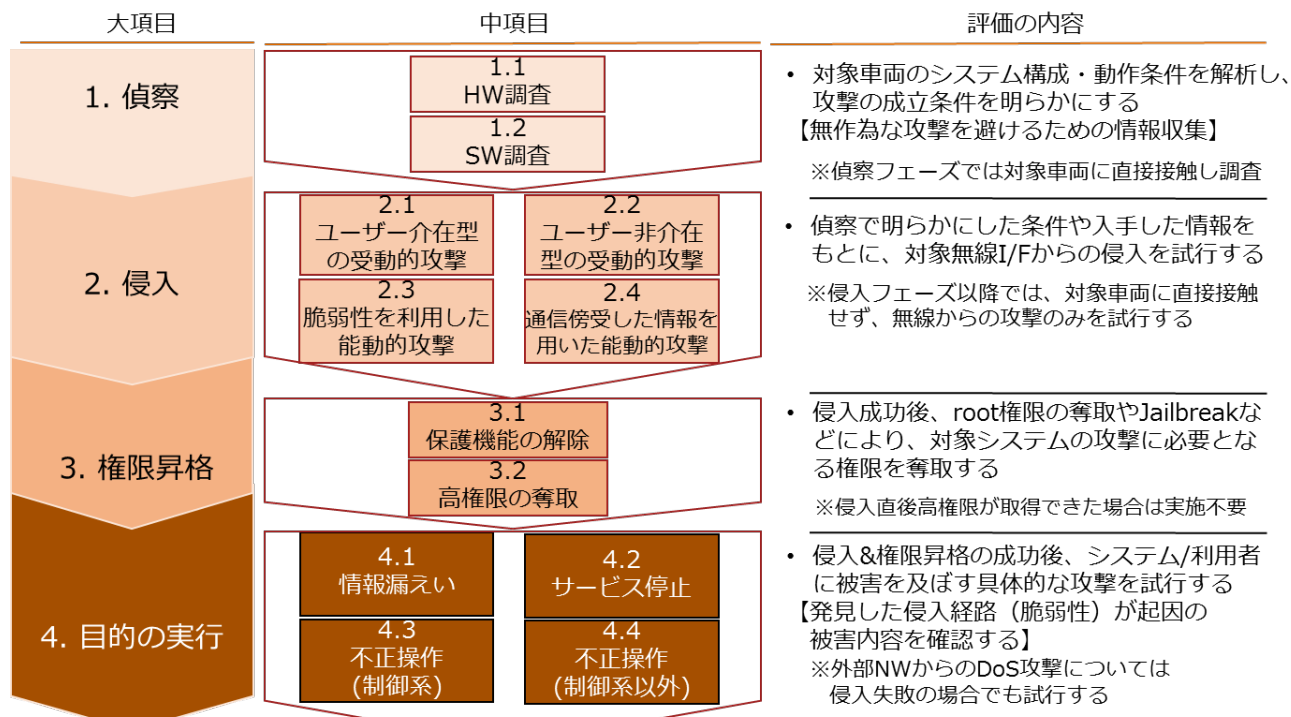 大項目
中項目
評価の内容
1. 偵察
1.1
HW調査
1.2
SW調査
• 対象車両のシステム構成・動作条件を解析し、
攻撃の成立条件を明らかにする
【無作為な攻撃を避けるための情報収集】
※偵察フェーズでは対象車両に直接接触し調査
2. 侵入
2.1
ユーザー介在型
の受動的攻撃
2.2
ユーザー非介在
型の受動的攻撃
2.3
脆弱性を利用した
能動的攻撃
2.4
通信傍受した情報を
用いた能動的攻撃
• 偵察で明らかにした条件や入手した情報を
もとに、対象無線I/Fからの侵入を試行する
※侵入フェーズ以降では、対象車両に直接接触
せず、無線からの攻撃のみを試行する
3. 権限昇格
3.1
保護機能の解除
3.2
高権限の奪取
• 侵入成功後、root権限の奪取やJailbreakな
どにより、対象システムの攻撃に必要とな
る権限を奪取する
※侵入直後高権限が取得できた場合は実施不要
4. 目的の実行
4.1
情報漏えい
4.2
サービス停止
4.3
不正操作
(制御系)
4.4
不正操作
(制御系以外)
• 侵入&権限昇格の成功後、システム/利用者
に被害を及ぼす具体的な攻撃を試行する
【発見した侵入経路（脆弱性）が起因の
被害内容を確認する】
※外部NWからのDoS攻撃については
侵入失敗の場合でも試行する